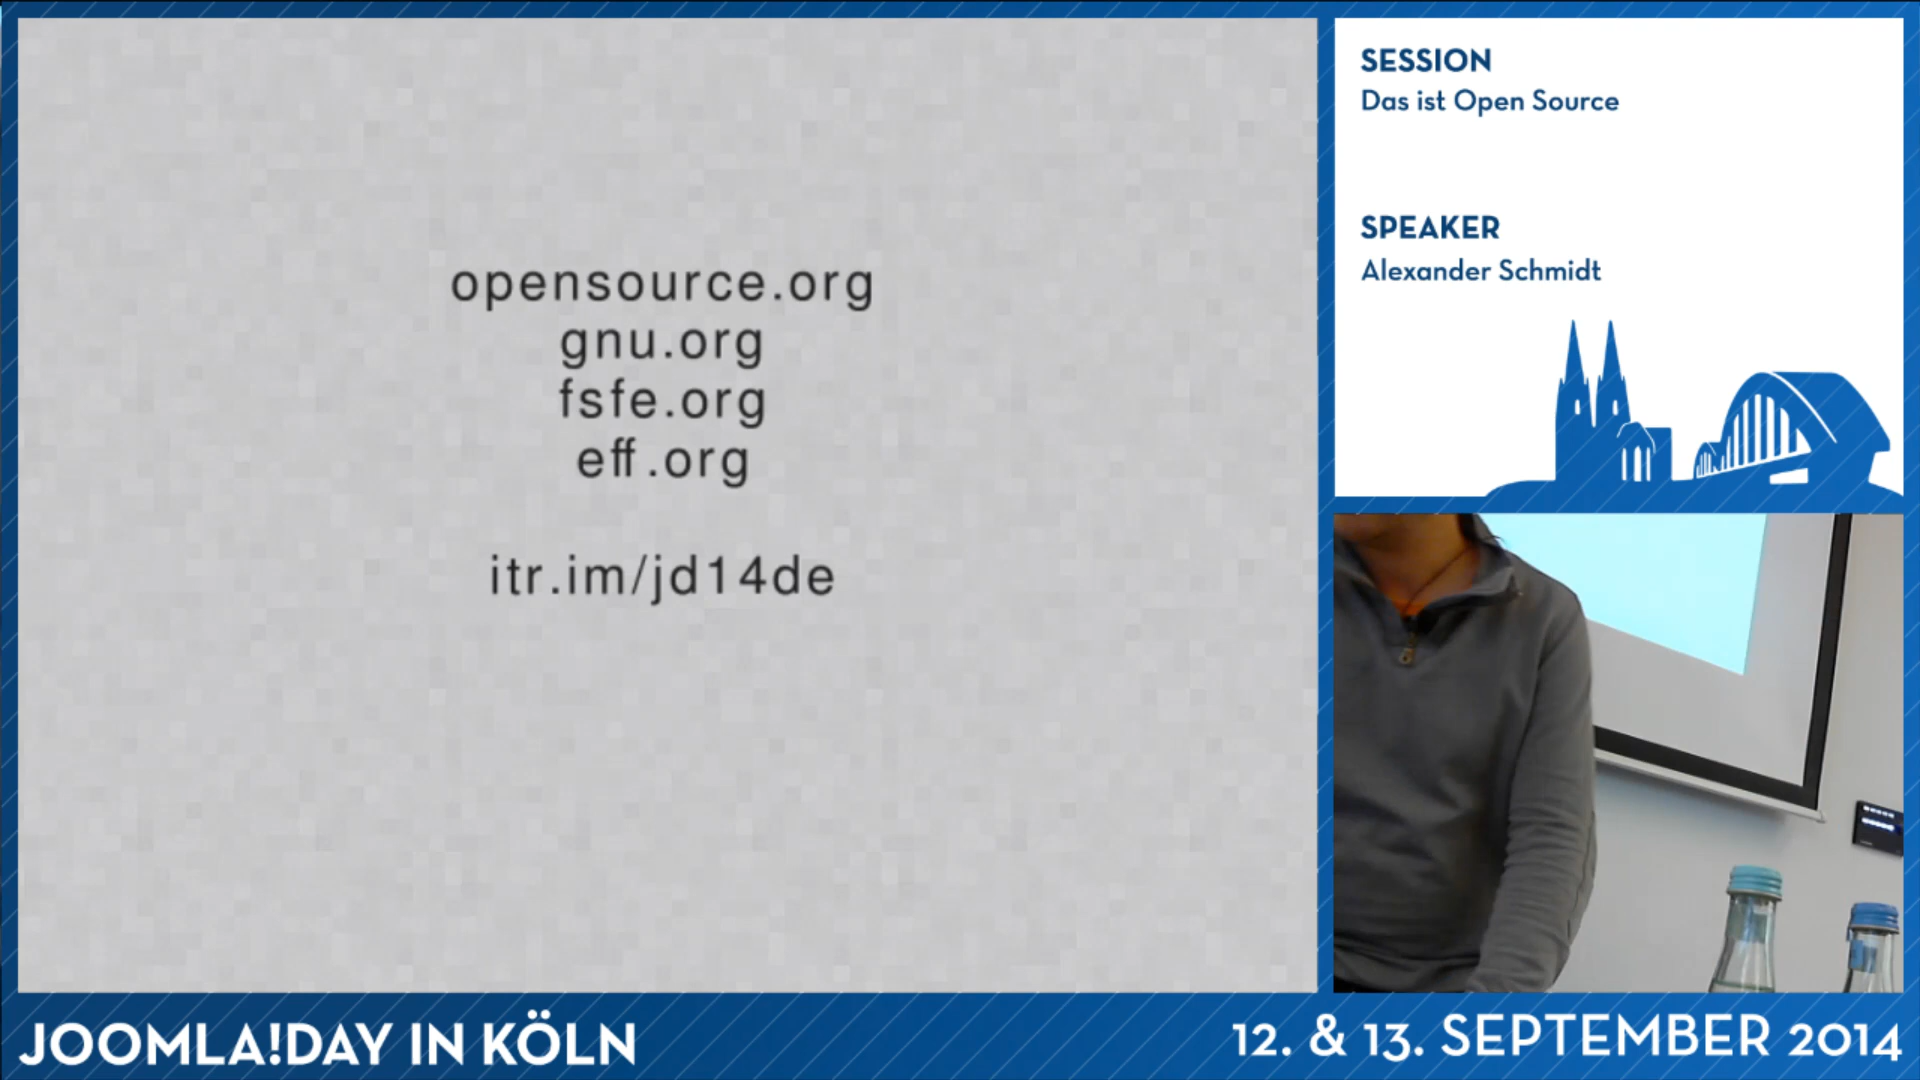 opensource.org
gnu.org
fsfe.org
eff.org
itr.im/jd14de
SESSION
Das ist Open Source
SPEAKER
Alexander Schmidt
JOOMLA!DAY IN KÖLN
12. & 13. SEPTEMBER 2014